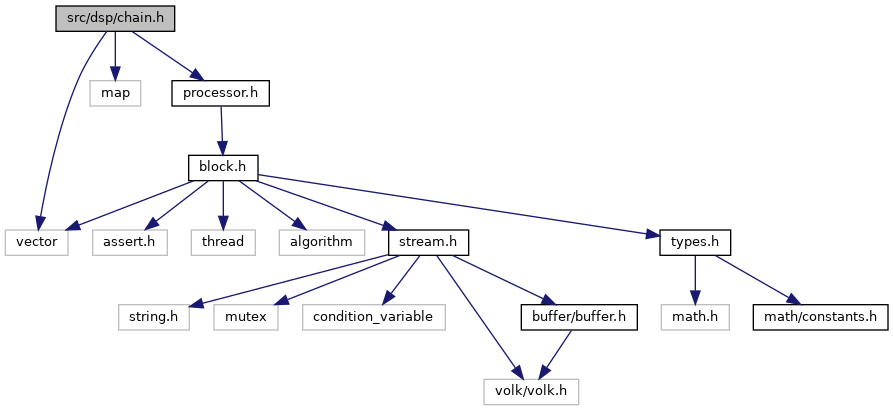 src/dsp/chain.h
map
processor.h
block.h
vector
assert.h
thread
algorithm
stream.h
types.h
string.h
mutex
condition_variable
buffer/buffer.h
math.h
math/constants.h
volk/volk.h